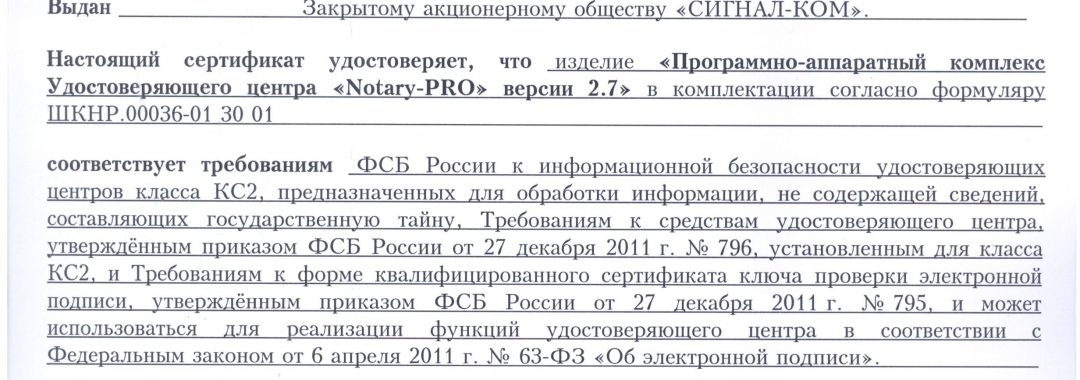 Выдан Закрытому акционерному обществу «СИГНАЛ-КОМ».
Настоящий сертификат удостоверяет, что изделие «Программно-аппаратный комплекс
Удостоверяющего центра «Notary-PRO» версии 2.7» в комплектации согласно формуляру
ШКНР.00036-01 30 01
соответствует требованиям ФСБ России к информационной безопасности удостоверяющих
центров класса КС2, предназначенных для обработки информации, не содержащей сведений,
составляющих государственную тайну, Требованиям к средствам удостоверяющего центра,
утверждённым приказом ФСБ России от 27 декабря 2011 г. № 796, установленным для класса
КС2, и Требованиям к форме квалифицированного сертификата ключа проверки электронной
подписи, утверждённым приказом ФСБ России от 27 декабря 2011 г. № 795, и может
использоваться для реализации функций удостоверяющего центра в соответствии с
Федеральным законом от 6 апреля 2011 г. № 63-ФЗ «Об электронной подписи».